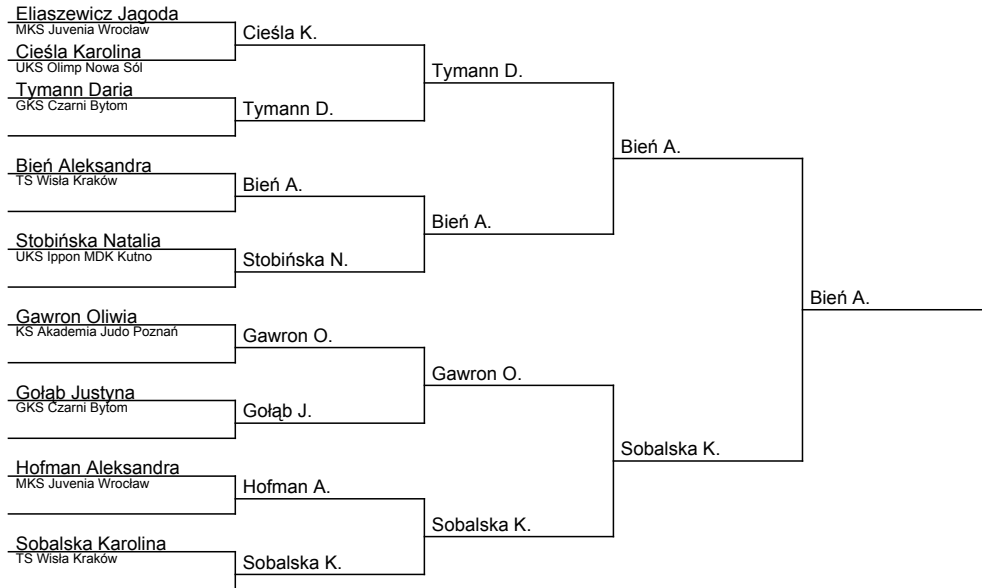 Eliaszewicz Jagoda
MKS Juvenia Wrocław
Cieśla Karolina
UKS Olimp Nowa Sól
Tymann Daria
GKS Czarni Bytom
Bień Aleksandra
TS Wisła Kraków
Stobińska Natalia
UKS Ippon MDK Kutno
Gawron Oliwia
KS Akademia Judo Poznań
Gołąb Justyna
GKS Czarni Bytom
Hofman Aleksandra
MKS Juvenia Wrocław
Sobalska Karolina
TS Wisła Kraków
Cieśla K.
Tymann D.
Bień A.
Stobińska N.
Gawron O.
Gołąb J.
Hofman A.
Sobalska K.
Tymann D.
Bień A.
Gawron O.
Sobalska K.
Bień A.
Sobalska K.
Bień A.